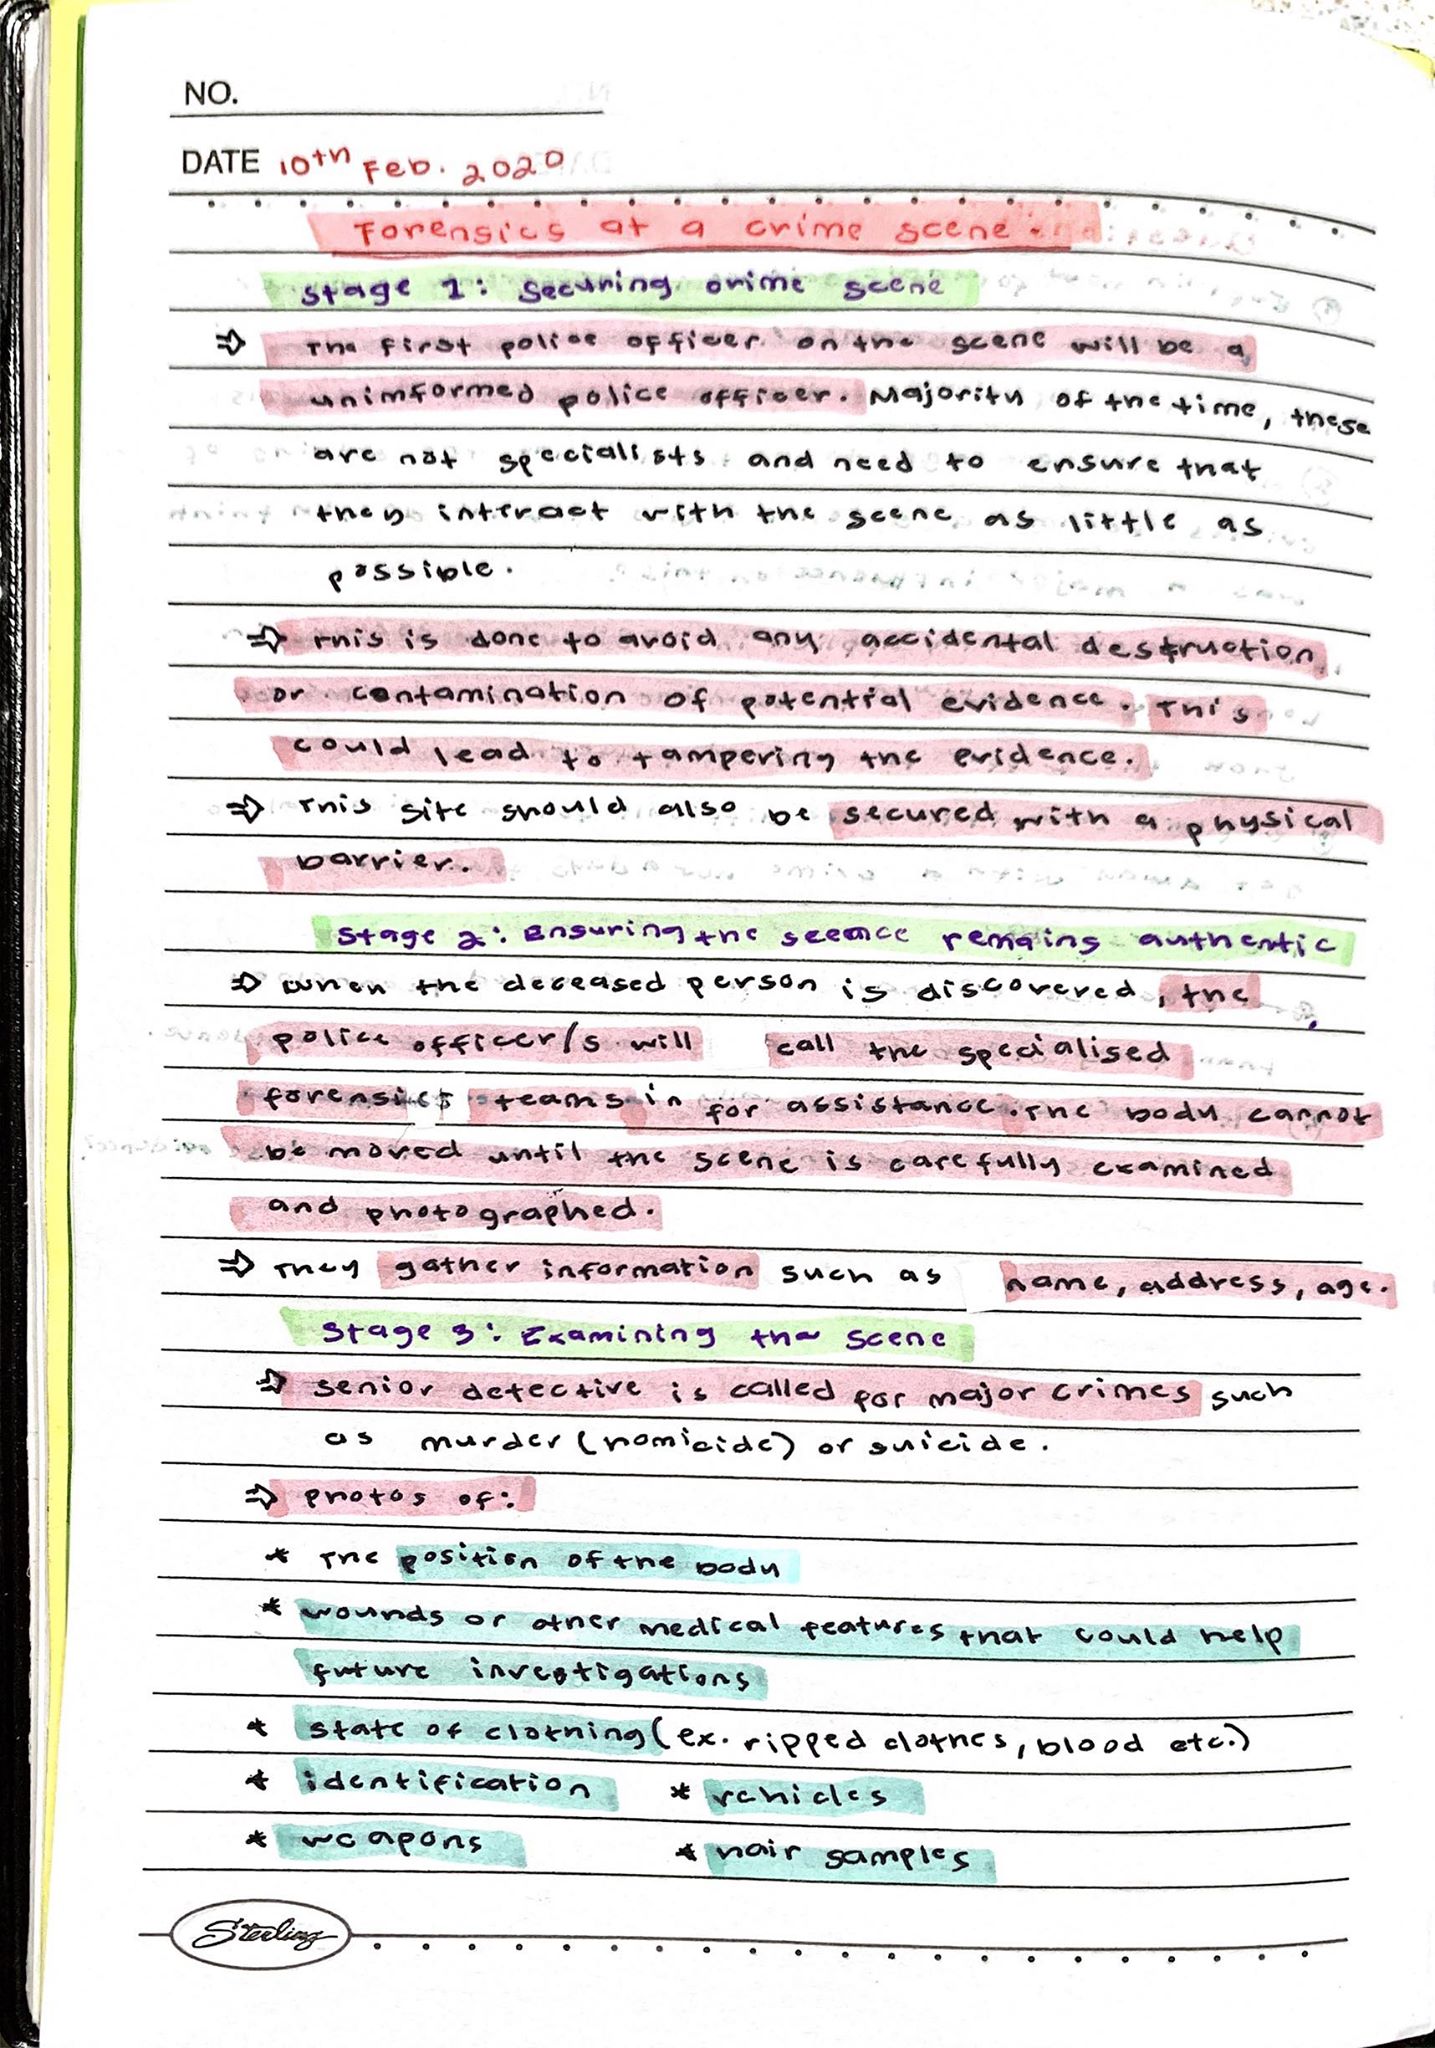 NO.
DATE 10th Feb. 2020
Forensics at a crime scene.
Stage 1: Securing crime scene
⇒ The first police officer on the scene will be a
unimformed police officer. Majority of the time, these
are not specialists and need to ensure that
they interact with the scene as little as
possible.
⇒ This is done to avoid any accidental destruction
or contamination of potential evidence. This
could lead to tampering the evidence.
⇒ This site should also be secured with a physical
barrier.
Stage 2: Ensuring the remains authentic
⇒ When the deceased person is discovered, the
police officer/s will call the specialised
forensics teams in for assistance. The body cannot
be moved until the scene is carefully examined
and photographed.
⇒ They gather information such as name, address, age.
Stage 3: Examining the scene
⇒ senior detective is called for major crimes such
as murder (homicide) or suicide.
⇒ photos of:
* The position of the body
* wounds or other medical features that could help
future investigations
* state of clothing (ex. ripped clothes, blood etc.)
* identification * vehicles
* weapons * hair samples
Sterling